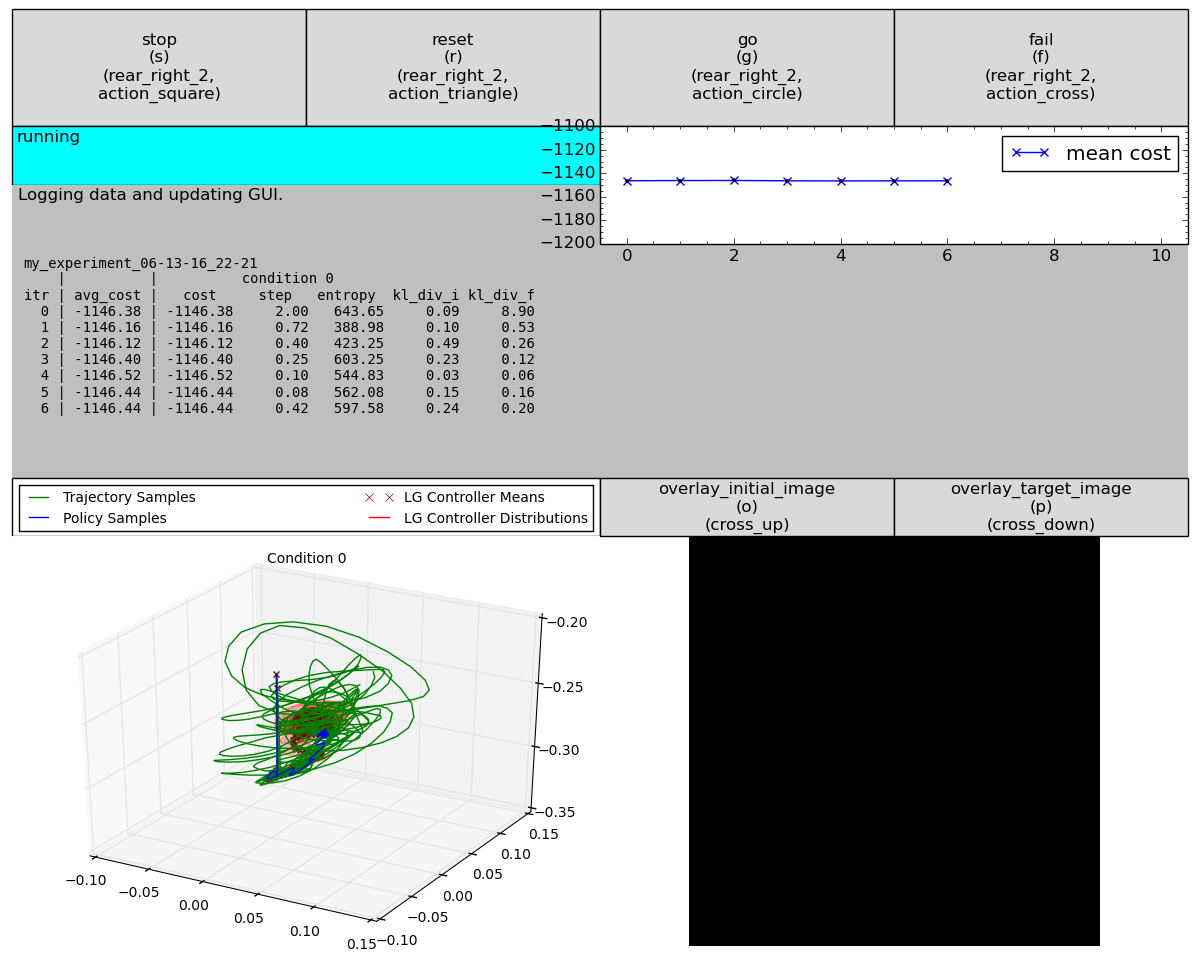 stop
(s)
(rear_right_2,
action_square)
reset
(r)
(rear_right_2,
action_triangle)
go
(g)
(rear_right_2,
action_circle)
fail
(f)
(rear_right_2,
action_cross)
running
Logging data and updating GUI.
−1100
−1120
−1140
−1160
−1180
−1200
mean cost
0 2 4 6 8 10
my_experiment_06-13-16_22-21
| | condition 0
itr | avg_cost | cost step entropy kl_div_i kl_div_f
0 | -1146.38 | -1146.38 2.00 643.65 0.09 8.90
1 | -1146.16 | -1146.16 0.72 388.98 0.10 0.53
2 | -1146.12 | -1146.12 0.40 423.25 0.49 0.26
3 | -1146.40 | -1146.40 0.25 603.25 0.23 0.12
4 | -1146.52 | -1146.52 0.10 544.83 0.03 0.06
5 | -1146.44 | -1146.44 0.08 562.08 0.15 0.16
6 | -1146.44 | -1146.44 0.42 597.58 0.24 0.20
Trajectory Samples
Policy Samples
LG Controller Means
LG Controller Distributions
overlay_initial_image
(o)
(cross_up)
overlay_target_image
(p)
(cross_down)
Condition 0
−0.20
−0.25
−0.30
−0.35
0.15
0.10
0.05
0.00
−0.05
−0.10
−0.10
−0.05
0.00
0.05
0.10
0.15